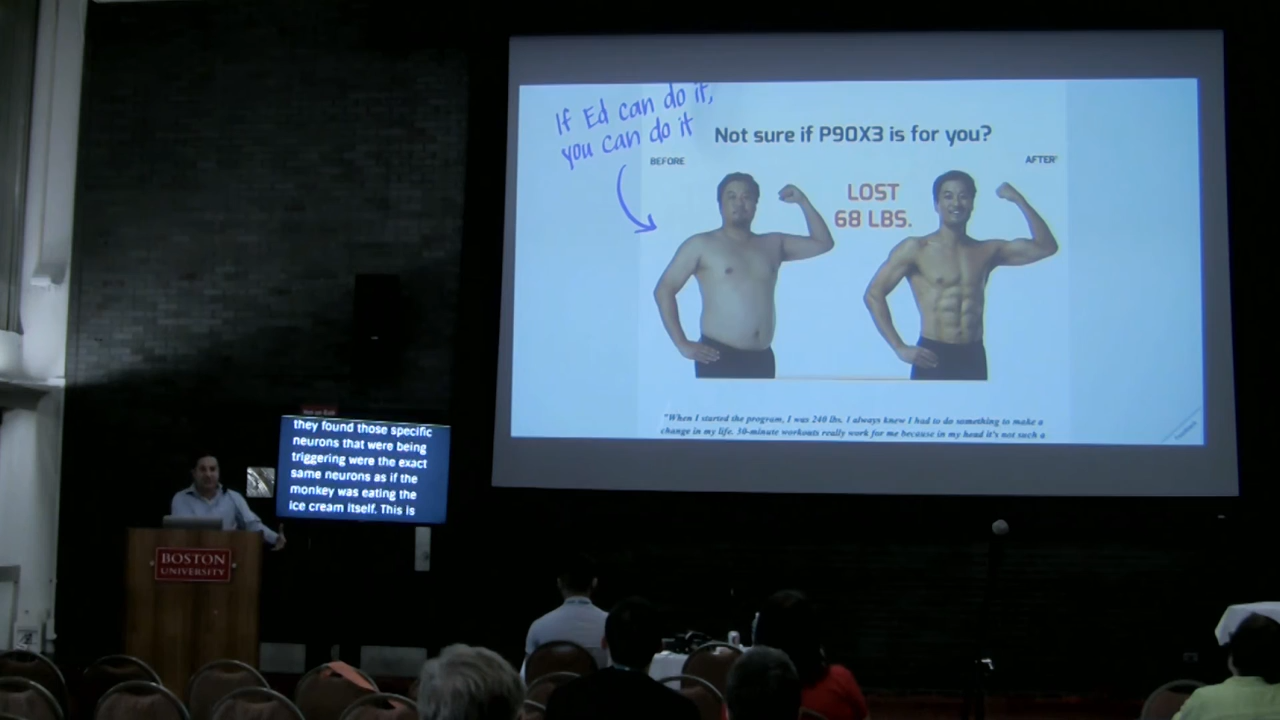 If Ed can do it,
you can do it
Not sure if P90X3 is for you?
BEFORE
AFTER
LOST
68 LBS.
"When I started the program, I was 240 lbs. I always knew I had to do something to make a
change in my life. 30-minute workouts really work for me because in my head it's not such a
they found those specific
neurons that were being
triggering were the exact
same neurons as if the
monkey was eating the
ice cream itself. This is
BOSTON
UNIVERSITY